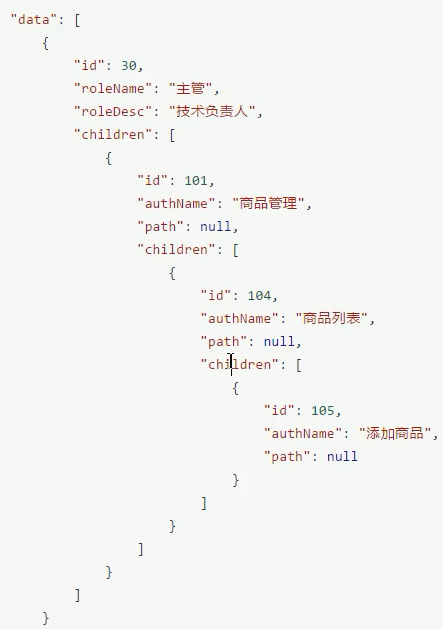 "data": [
    {
        "id": 30,
        "roleName": "主管",
        "roleDesc": "技术负责人",
        "children": [
            {
                "id": 101,
                "authName": "商品管理",
                "path": null,
                "children": [
                    {
                        "id": 104,
                        "authName": "商品列表",
                        "path": null,
                        "children": [
                            {
                                "id": 105,
                                "authName": "添加商品",
                                "path": null
                            }
                        ]
                    }
                ]
            }
        ]
    }